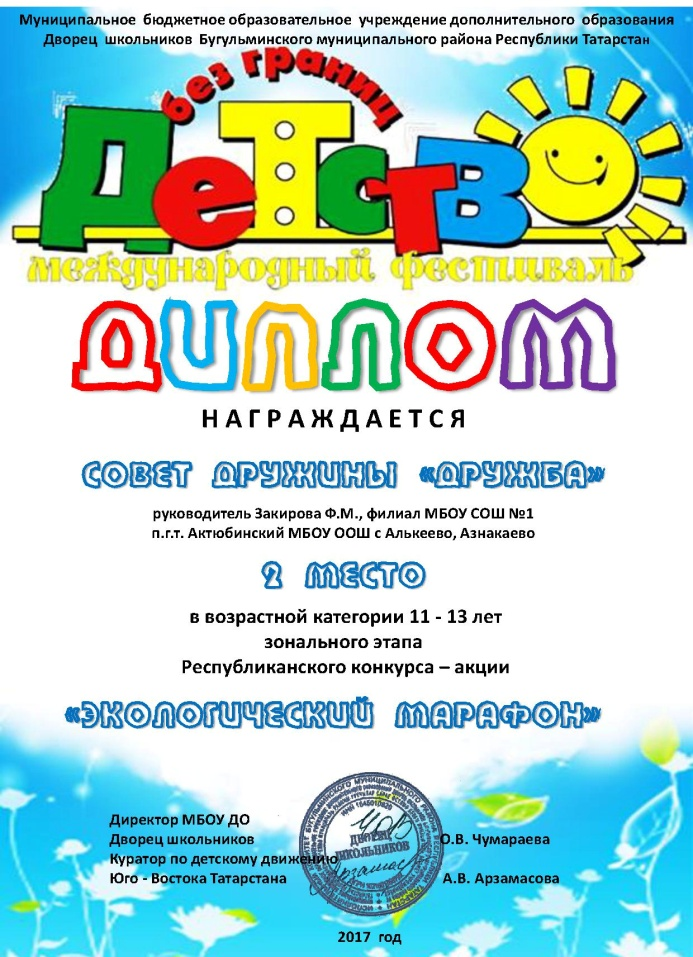 Муниципальное бюджетное образовательное учреждение дополнительного образования
Дворец школьников Бугульминского муниципального района Республики Татарстан
без границ
Детство
международный фестиваль
ДИПЛОМ
НАГРАЖДАЕТСЯ
СОВЕТ ДРУЖИНЫ «ДРУЖБА»
руководитель Закирова Ф.М., филиал МБОУ СОШ №1
п.г.т. Актюбинский МБОУ ООШ с Алькеево, Азнакаево
2 МЕСТО
в возрастной категории 11 - 13 лет
зонального этапа
Республиканского конкурса – акции
«ЭКОЛОГИЧЕСКИЙ МАРАФОН»
Директор МБОУ ДО
Дворец школьников О.В. Чумараева
Куратор по детскому движению
Юго - Востока Татарстана А.В. Арзамасова
ДВОРЕЦ
ШКОЛЬНИКОВ
2017 год